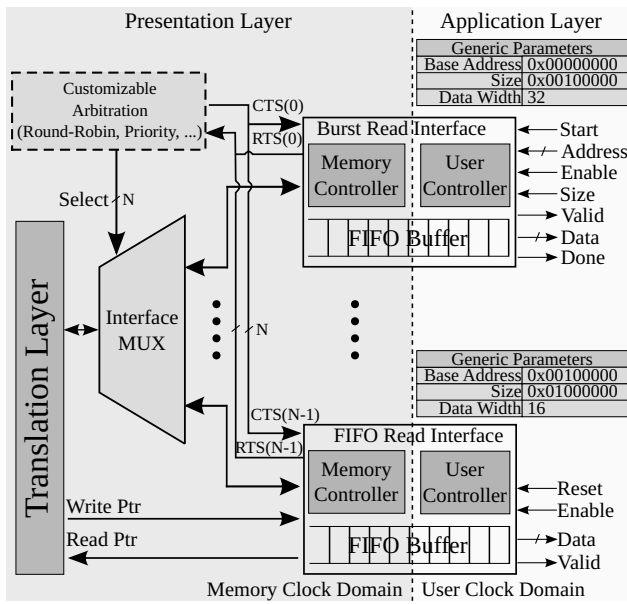 Presentation Layer
Application Layer
Generic Parameters
Base Address 0x00000000
Size 0x00100000
Data Width 32
Customizable
Arbitration
(Round-Robin, Priority, ...)
CTS(0)
RTS(0)
Burst Read Interface
Memory
Controller
User
Controller
FIFO Buffer
Start
Address
Enable
Size
Valid
Data
Done
Select N
Translation Layer
Interface
MUX
N
Generic Parameters
Base Address 0x00100000
Size 0x01000000
Data Width 16
CTS(N-1)
RTS(N-1)
FIFO Read Interface
Memory
Controller
User
Controller
FIFO Buffer
Reset
Enable
Data
Valid
Write Ptr
Read Ptr
Memory Clock Domain
User Clock Domain